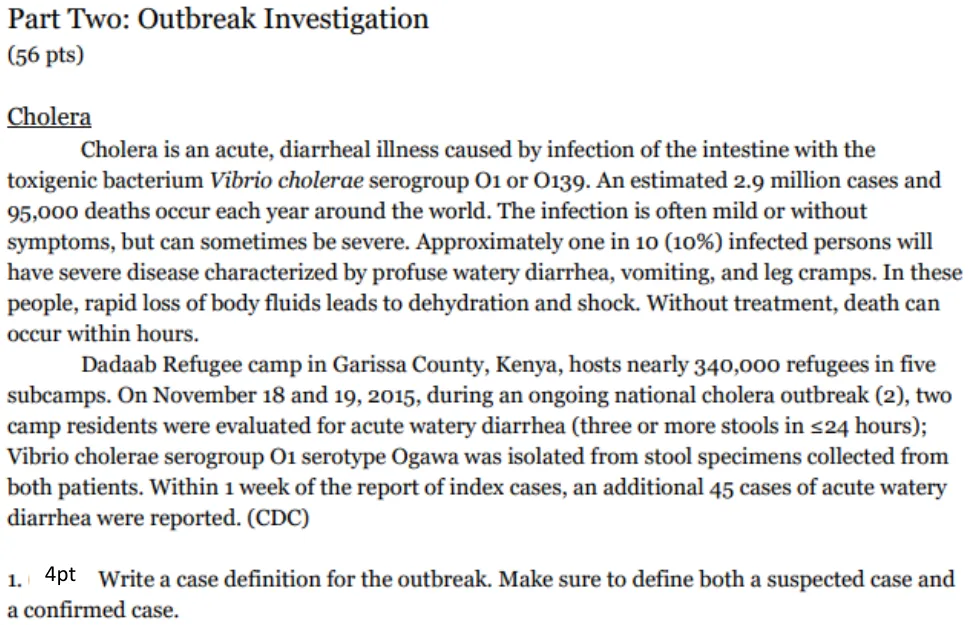 Part Two: Outbreak Investigation
(56 pts)
Cholera
Cholera is an acute, diarrheal illness caused by infection of the intestine with the
toxigenic bacterium Vibrio cholerae serogroup O1 or O139. An estimated 2.9 million cases and
95,000 deaths occur each year around the world. The infection is often mild or without
symptoms, but can sometimes be severe. Approximately one in 10 (10%) infected persons will
have severe disease characterized by profuse watery diarrhea, vomiting, and leg cramps. In these
people, rapid loss of body fluids leads to dehydration and shock. Without treatment, death can
occur within hours.
Dadaab Refugee camp in Garissa County, Kenya, hosts nearly 340,000 refugees in five
subcamps. On November 18 and 19, 2015, during an ongoing national cholera outbreak (2), two
camp residents were evaluated for acute watery diarrhea (three or more stools in ≤24 hours);
Vibrio cholerae serogroup O1 serotype Ogawa was isolated from stool specimens collected from
both patients. Within 1 week of the report of index cases, an additional 45 cases of acute watery
diarrhea were reported. (CDC)
1. 4pt Write a case definition for the outbreak. Make sure to define both a suspected case and
a confirmed case.